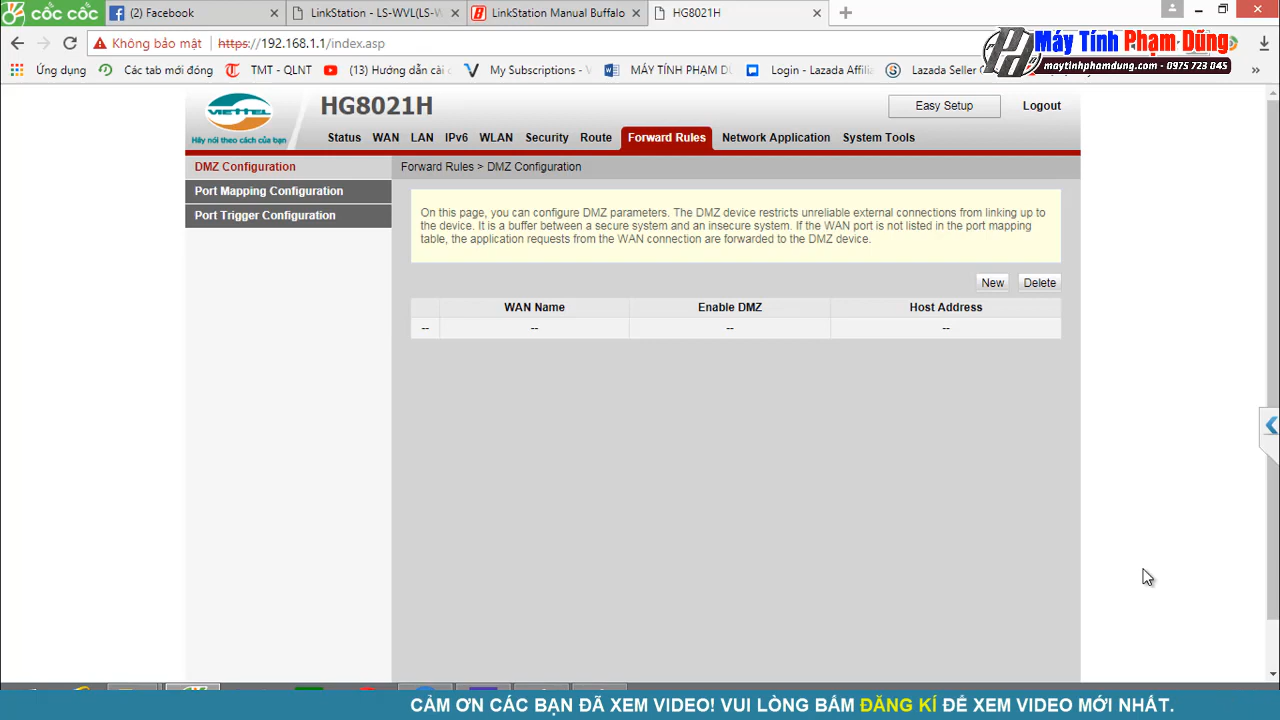 CỐC CỐC
(2) Facebook
LinkStation - LS-WVL(LS-W
LinkStation Manual Buffalo
HG8021H
Không bảo mật
https://192.168.1.1/index.asp
Máy Tính Phạm Dũng
maytinhphamdung.com - 0975 723 045
Ứng dụng
Các tab mới đóng
TMT - QLNT
(13) Hướng dẫn cài
My Subscriptions -
MÁY TÍNH PHẠM D
Login - Lazada Affilia
Lazada Seller
VIETTEL
Hãy nói theo cách của bạn
HG8021H
Easy Setup
Logout
Status WAN LAN IPv6 WLAN Security Route Forward Rules Network Application System Tools
DMZ Configuration
Port Mapping Configuration
Port Trigger Configuration
Forward Rules > DMZ Configuration
On this page, you can configure DMZ parameters. The DMZ device restricts unreliable external connections from linking up to
the device. It is a buffer between a secure system and an insecure system. If the WAN port is not listed in the port mapping
table, the application requests from the WAN connection are forwarded to the DMZ device.
New Delete
WAN Name Enable DMZ Host Address
-- -- -- --
CẢM ƠN CÁC BẠN ĐÃ XEM VIDEO! VUI LÒNG BẤM ĐĂNG KÍ ĐỂ XEM VIDEO MỚI NHẤT.